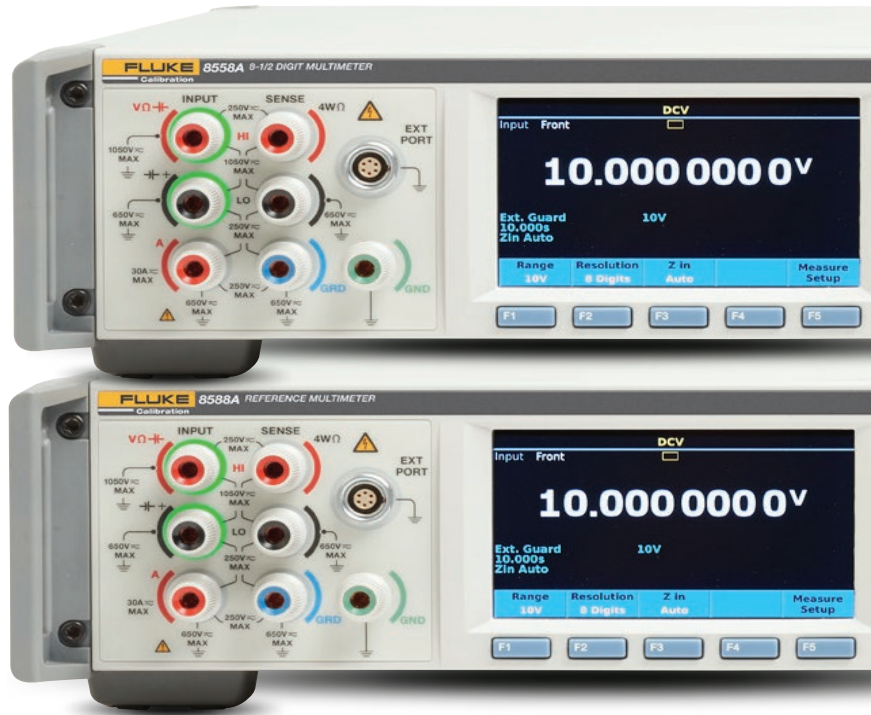 FLUKE 8558A 8-1/2 DIGIT MULTIMETER
Calibration
INPUT SENSE
VΩ 250V MAX 4WΩ
HI
EXT PORT
1050V MAX
1050V MAX
LO
650V MAX
650V MAX
250V MAX
A
30A MAX
250V MAX
GRD
GND
650V MAX
650V MAX
DCV
Input Front
10.000 000 0 V
Ext. Guard 10V
10.000s
Zin Auto
Range Resolution Z in Measure
10V 8 Digits Auto Setup
F1 F2 F3 F4 F5
FLUKE 8588A REFERENCE MULTIMETER
Calibration
INPUT SENSE
VΩ 250V MAX 4WΩ
HI
EXT PORT
1050V MAX
1050V MAX
LO
650V MAX
650V MAX
250V MAX
A
30A MAX
250V MAX
GRD
GND
650V MAX
650V MAX
DCV
Input Front
10.000 000 0 V
Ext. Guard 10V
10.000s
Zin Auto
Range Resolution Z in Measure
10V 8 Digits Auto Setup
F1 F2 F3 F4 F5